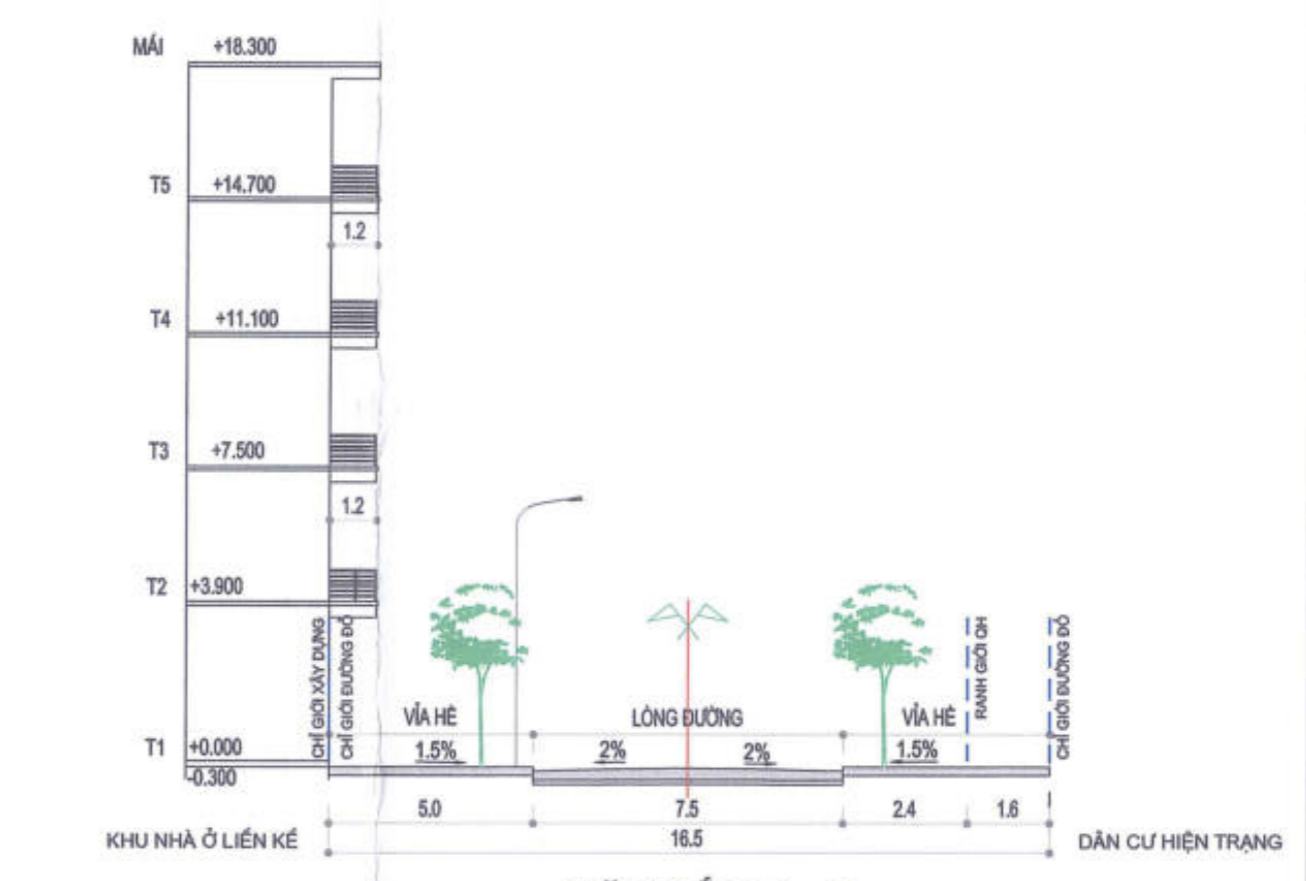 MÁI +18.300
T5 +14.700
1.2
T4 +11.100
T3 +7.500
1.2
T2 +3.900
CHỈ GIỚI XÂY DỰNG
CHỈ GIỚI ĐƯỜNG ĐỎ
RANH GIỚI QH
CHỈ GIỚI ĐƯỜNG ĐỎ
VỈA HÈ LÒNG ĐƯỜNG VỈA HÈ
T1 +0.000 1.5% 2% 2% 1.5%
-0.300
5.0 7.5 2.4 1.6
KHU NHÀ Ở LIỀN KỀ 16.5 DÂN CƯ HIỆN TRẠNG